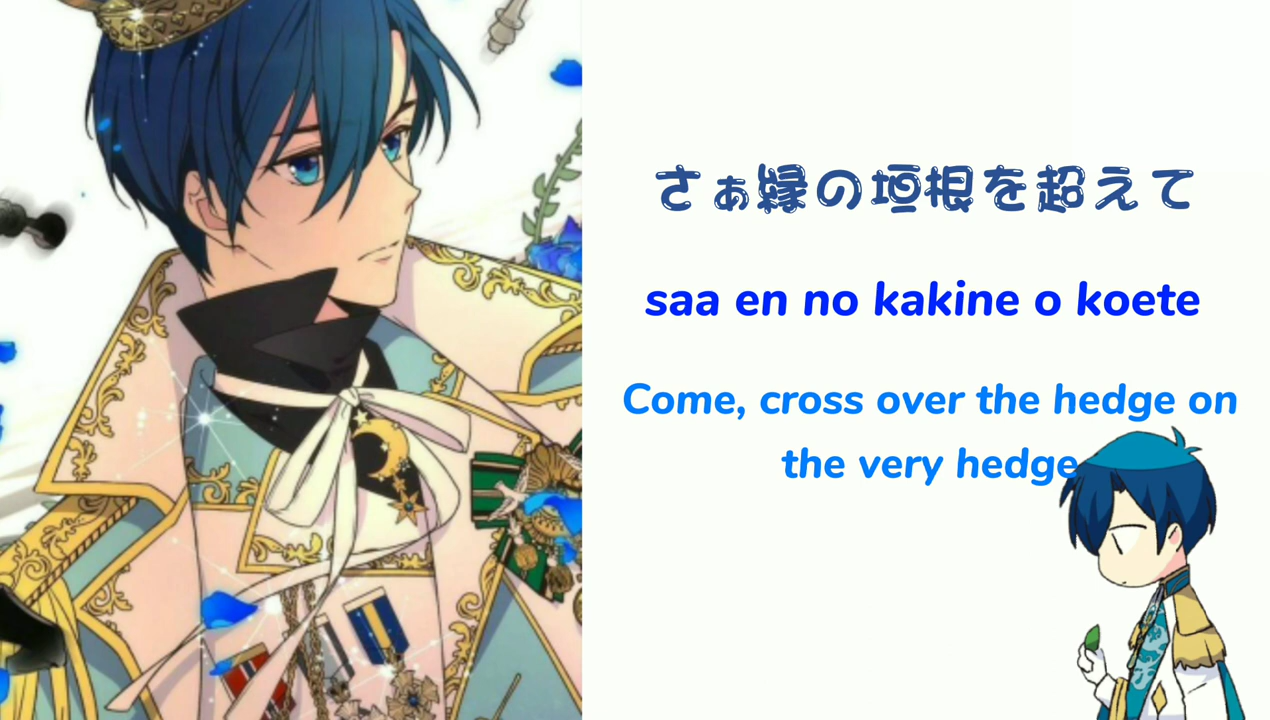 さぁ縁の垣根を超えて
saa en no kakine o koete
Come, cross over the hedge on
the very hedge